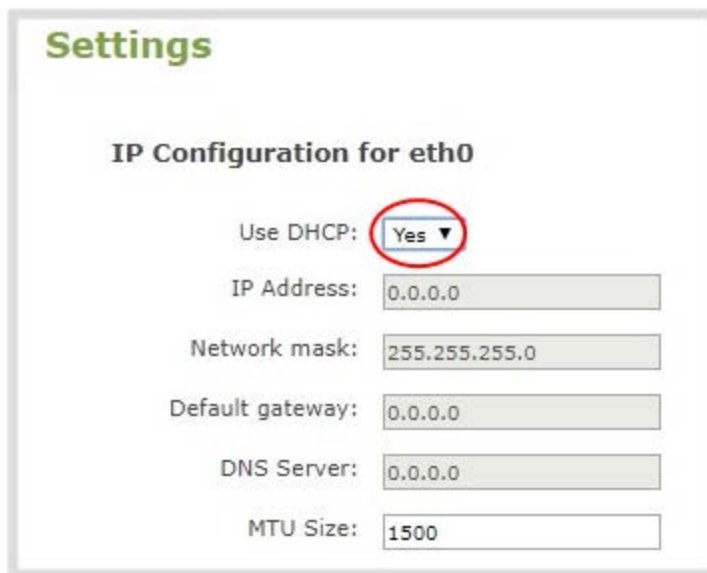 Settings
IP Configuration for eth0
Use DHCP: Yes
IP Address: 0.0.0.0
Network mask: 255.255.255.0
Default gateway: 0.0.0.0
DNS Server: 0.0.0.0
MTU Size: 1500